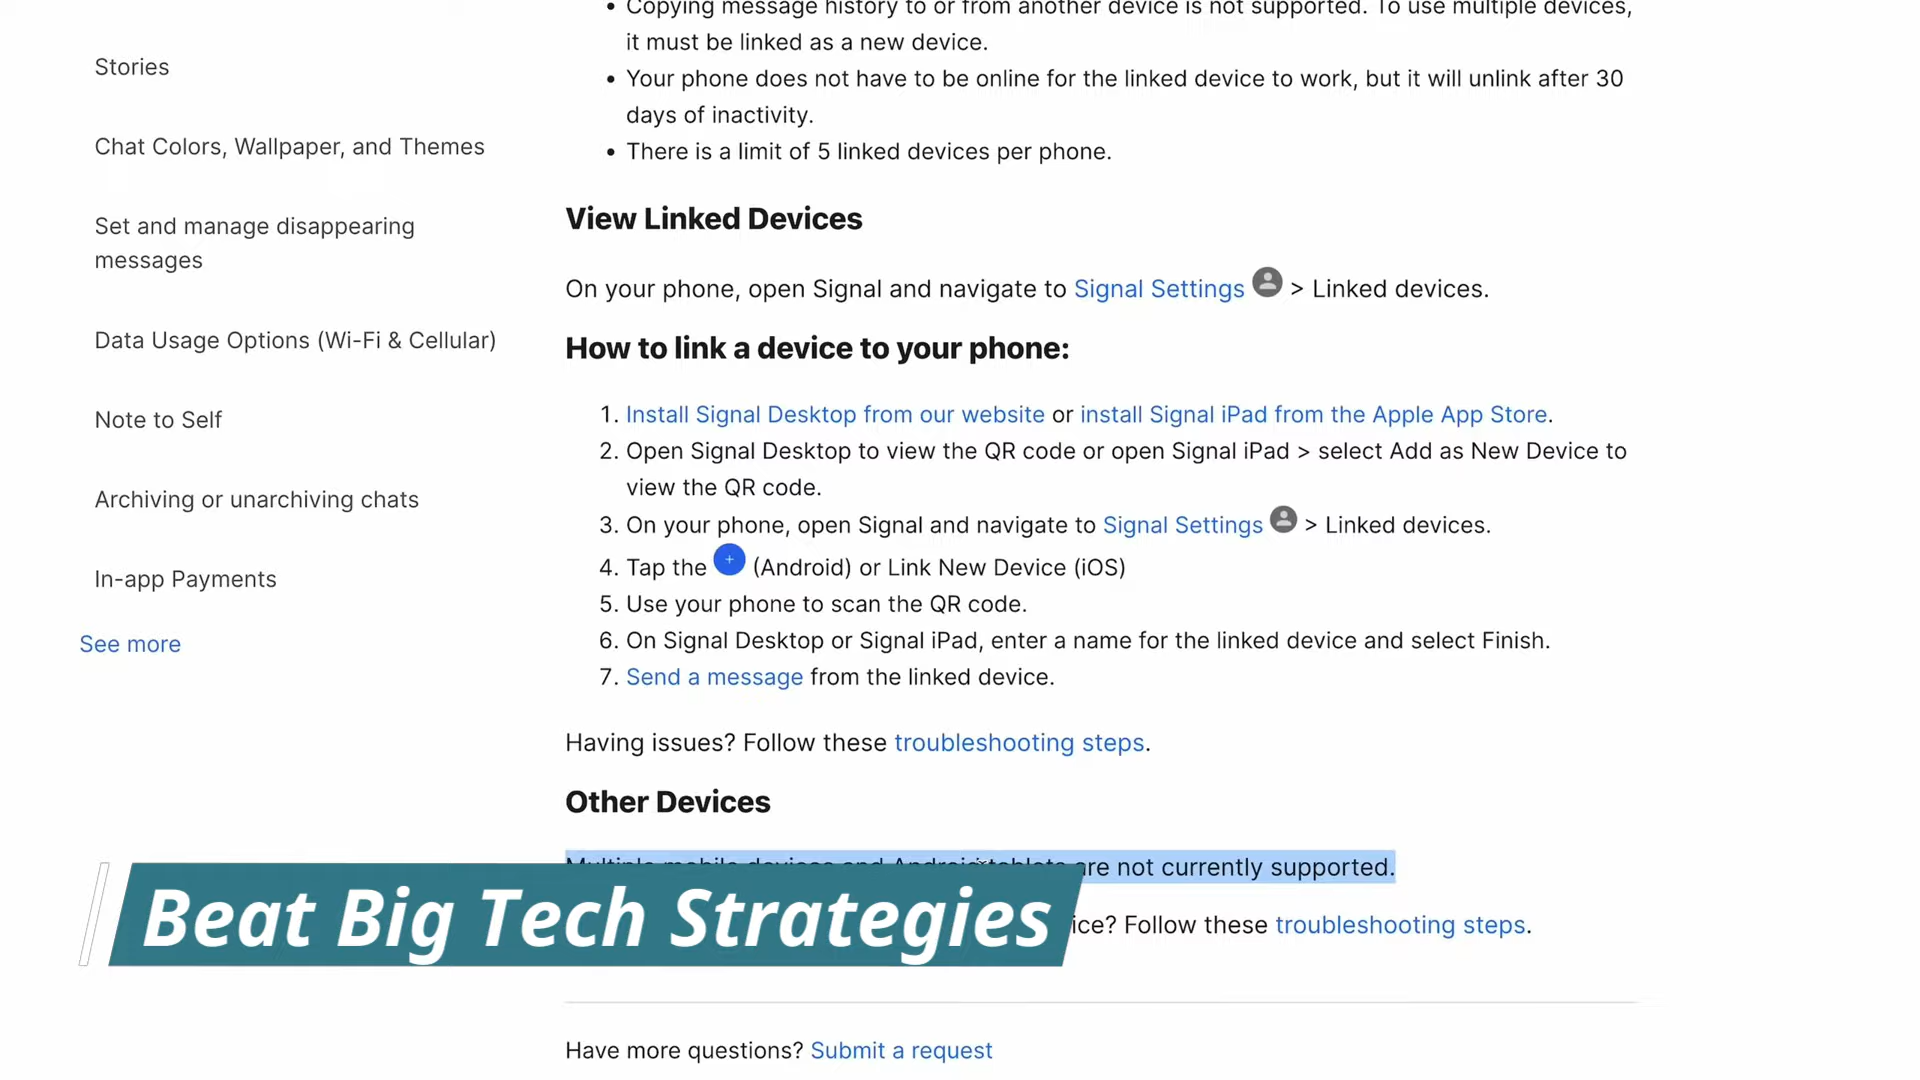 Stories
Chat Colors, Wallpaper, and Themes
Set and manage disappearing
messages
Data Usage Options (Wi-Fi & Cellular)
Note to Self
Archiving or unarchiving chats
In-app Payments
See more
• Copying message history to or from another device is not supported. To use multiple devices,
it must be linked as a new device.
• Your phone does not have to be online for the linked device to work, but it will unlink after 30
days of inactivity.
• There is a limit of 5 linked devices per phone.
View Linked Devices
On your phone, open Signal and navigate to Signal Settings > Linked devices.
How to link a device to your phone:
1. Install Signal Desktop from our website or install Signal iPad from the Apple App Store.
2. Open Signal Desktop to view the QR code or open Signal iPad > select Add as New Device to
view the QR code.
3. On your phone, open Signal and navigate to Signal Settings > Linked devices.
4. Tap the + (Android) or Link New Device (iOS)
5. Use your phone to scan the QR code.
6. On Signal Desktop or Signal iPad, enter a name for the linked device and select Finish.
7. Send a message from the linked device.
Having issues? Follow these troubleshooting steps.
Other Devices
Multiple mobile devices and Android tablets are not currently supported.
? Follow these troubleshooting steps.
Beat Big Tech Strategies
Have more questions? Submit a request